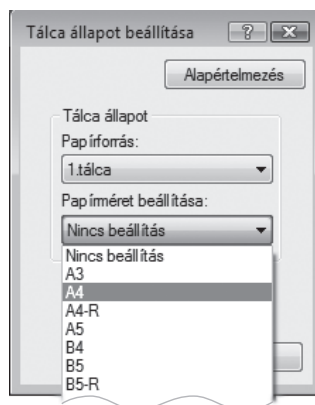 Tálca állapot beállítása
Alapértelmezés
Tálca állapot
Papírforrás:
1.tálca
Papírméret beállítása:
Nincs beállítás
Nincs beállítás
A3
A4
A4-R
A5
B4
B5
B5-R